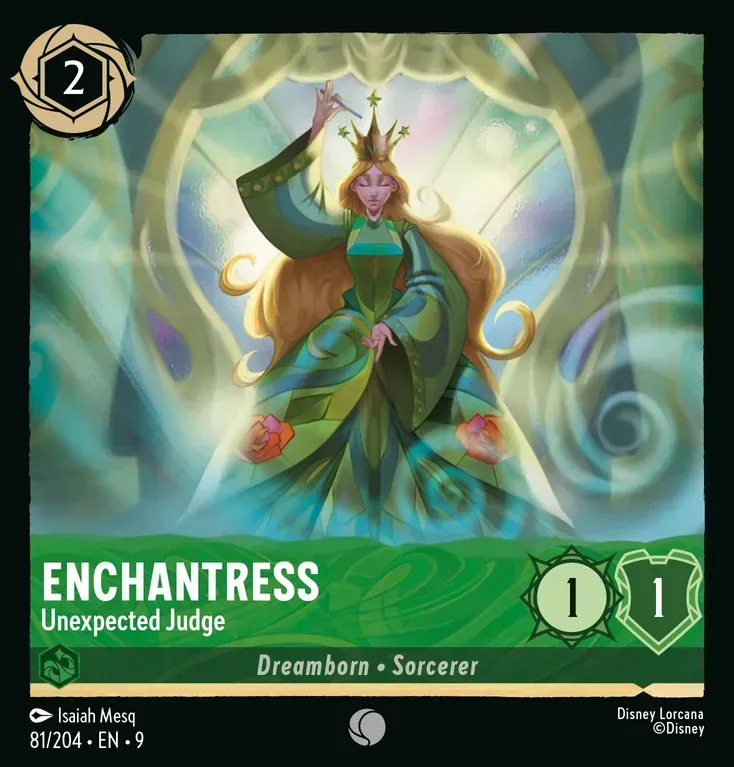 2
ENCHANTRESS
Unexpected Judge
1
1
Dreamborn • Sorcerer
Isaiah Mesq
81/204 • EN • 9
Disney Lorcana
©Disney